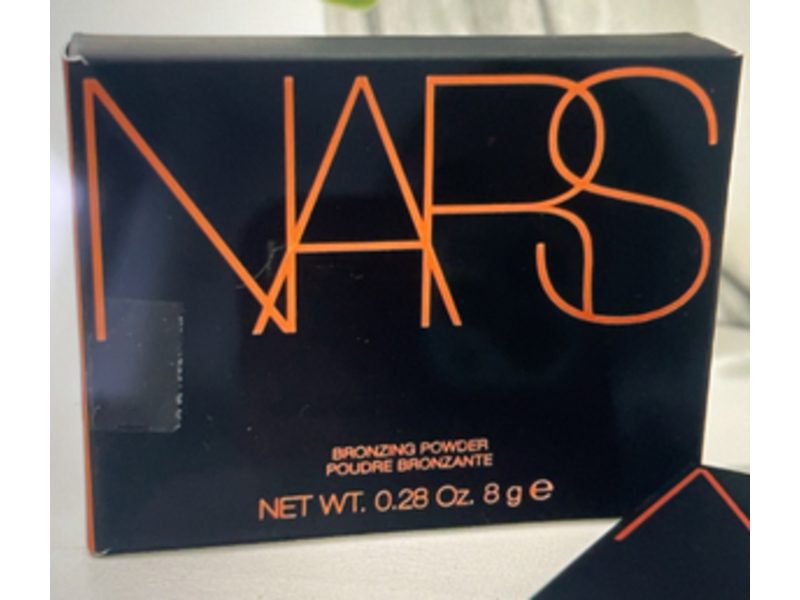 NARS
BRONZING POWDER
POUDRE BRONZANTE
NET WT. 0.28 Oz. 8 g e